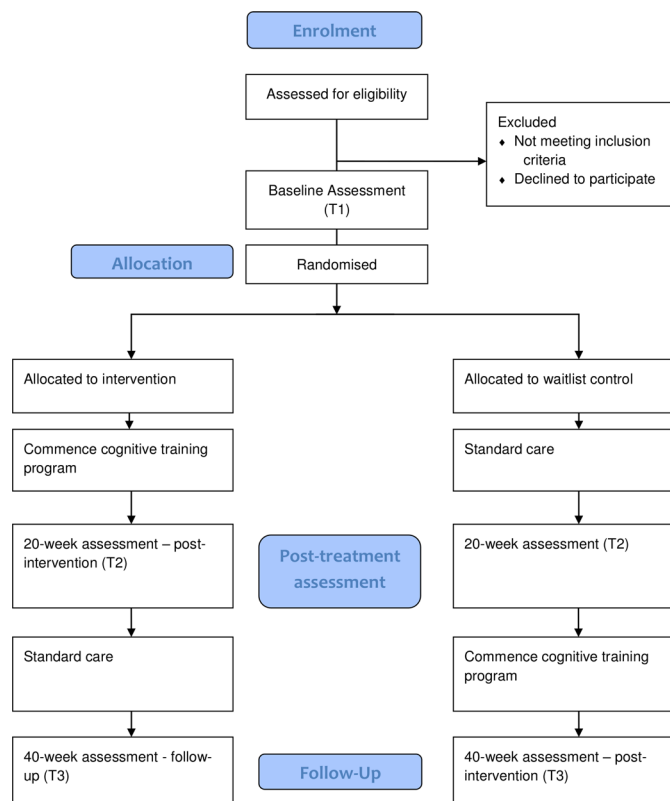 Enrolment
Assessed for eligibility
Excluded
♦ Not meeting inclusion
criteria
♦ Declined to participate
Baseline Assessment
(T1)
Allocation
Randomised
Allocated to intervention
Allocated to waitlist control
Commence cognitive training
program
Standard care
20-week assessment – post-
intervention (T2)
Post-treatment
assessment
20-week assessment (T2)
Standard care
Commence cognitive training
program
40-week assessment - follow-
up (T3)
Follow-Up
40-week assessment – post-
intervention (T3)